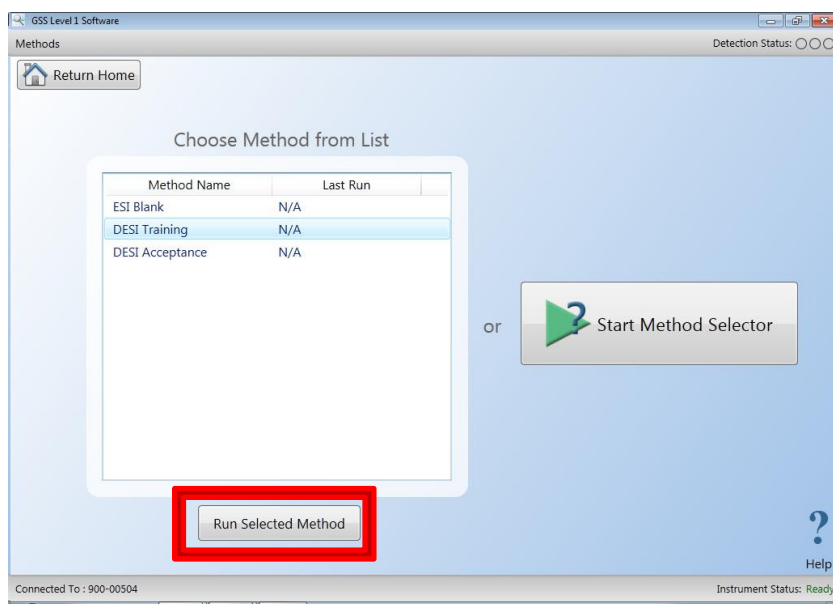 GSS Level 1 Software
Methods
Detection Status:
Return Home
Choose Method from List
Method Name Last Run
ESI Blank N/A
DESI Training N/A
DESI Acceptance N/A
or
? Start Method Selector
Run Selected Method
?
Help
Connected To : 900-00504 Instrument Status: Ready